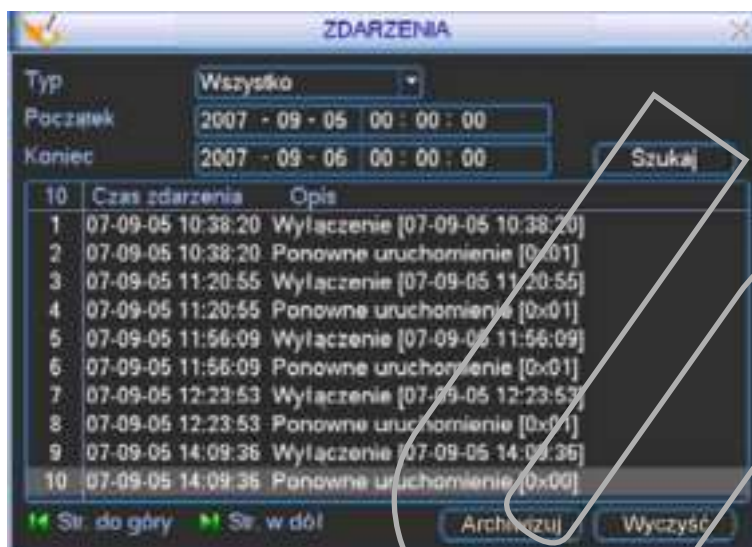 ZDARZENIA
Typ Wszystko
Początek 2007 - 09 - 05 00 : 00 : 00
Koniec 2007 - 09 - 06 00 : 00 : 00 Szukaj
10 Czas zdarzenia Opis
1 07-09-05 10:38:20 Wyłączenie [07-09-05 10:38:20]
2 07-09-05 10:38:20 Ponowne uruchomienie [0x01]
3 07-09-05 11:20:55 Wyłączenie [07-09-05 11:20:55]
4 07-09-05 11:20:55 Ponowne uruchomienie [0x01]
5 07-09-05 11:56:09 Wyłączenie [07-09-05 11:56:09]
6 07-09-05 11:56:09 Ponowne uruchomienie [0x01]
7 07-09-05 12:23:53 Wyłączenie [07-09-05 12:23:53]
8 07-09-05 12:23:53 Ponowne uruchomienie [0x01]
9 07-09-05 14:09:36 Wyłączenie [07-09-05 14:09:36]
10 07-09-05 14:09:36 Ponowne uruchomienie [0x00]
Str. do góry Str. w dół Archiwizuj Wyczyść